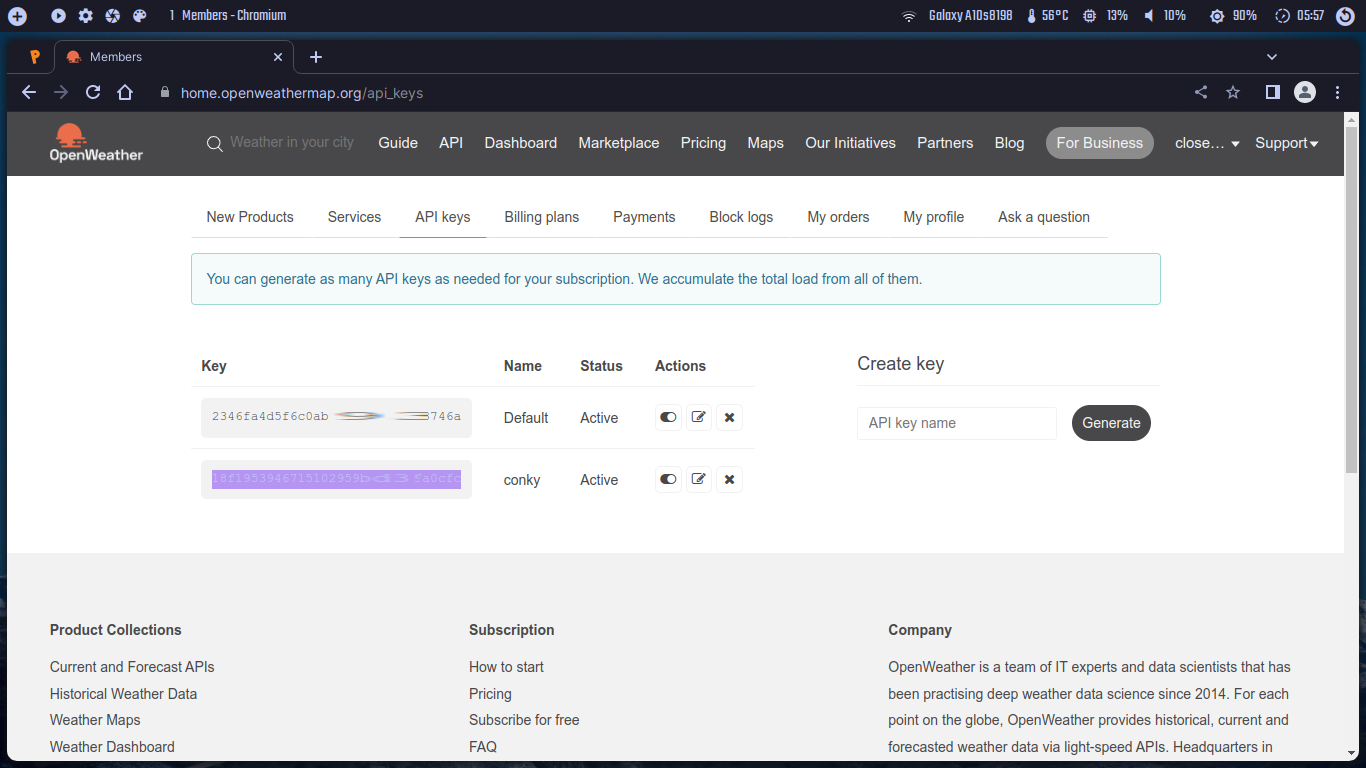 1 Members - Chromium Galaxy A10s8198 56°C 13% 10% 90% 05:57
Members
home.openweathermap.org/api_keys
OpenWeather Weather in your city Guide API Dashboard Marketplace Pricing Maps Our Initiatives Partners Blog For Business close... Support
New Products Services API keys Billing plans Payments Block logs My orders My profile Ask a question
You can generate as many API keys as needed for your subscription. We accumulate the total load from all of them.
Key Name Status Actions Create key
Default Active API key name Generate
conky Active
Product Collections Subscription Company
Current and Forecast APIs How to start OpenWeather is a team of IT experts and data scientists that has
Historical Weather Data Pricing been practising deep weather data science since 2014. For each
Weather Maps Subscribe for free point on the globe, OpenWeather provides historical, current and
Weather Dashboard FAQ forecasted weather data via light-speed APIs. Headquarters in